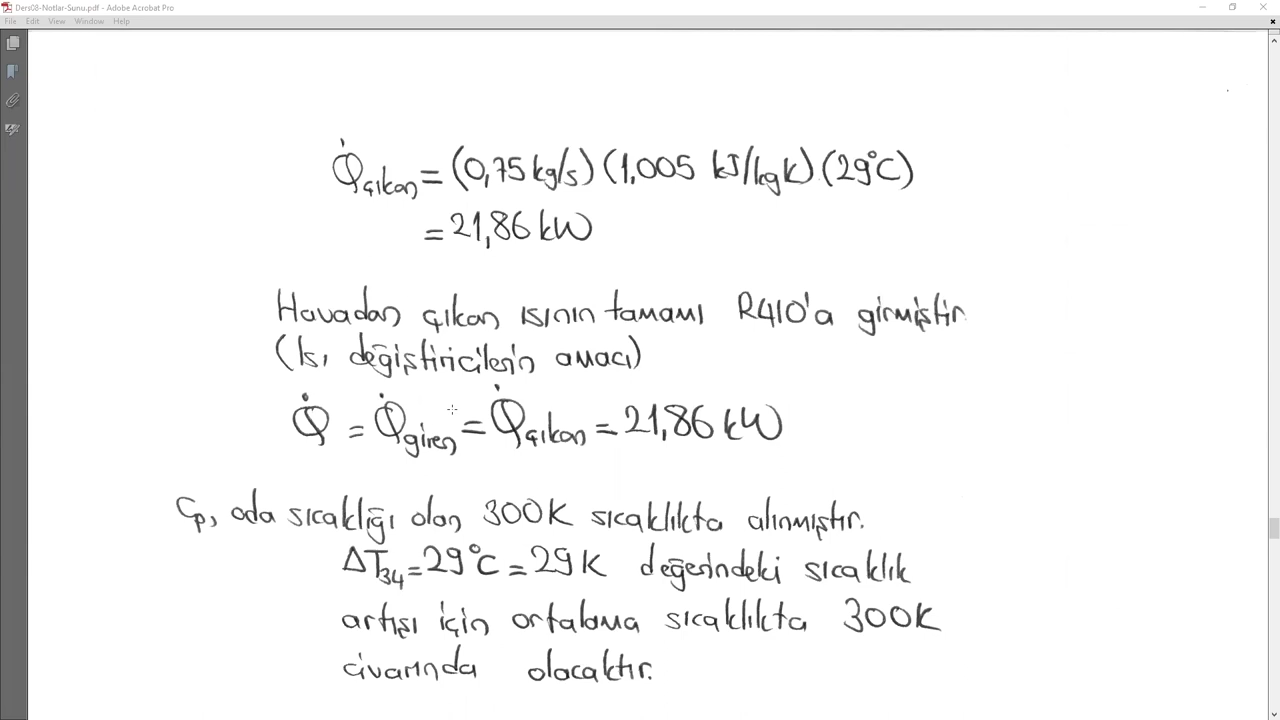 Ders08-Notlar-Sunu.pdf - Adobe Acrobat Pro
File Edit View Window Help
Q̇çıkan = (0,75 kg/s) (1,005 kJ/kgK) (29°C)
= 21,86 kW
Havadan çıkan ısının tamamı R410'a girmiştir
(Isı değiştiricilerin amacı)
Q̇ = Q̇giren = Q̇çıkan = 21,86 kW
Cp, oda sıcaklığı olan 300K sıcaklıkta alınmıştır.
ΔT34 = 29°C = 29K değerindeki sıcaklık
artışı için ortalama sıcaklıkta 300K
civarında olacaktır.